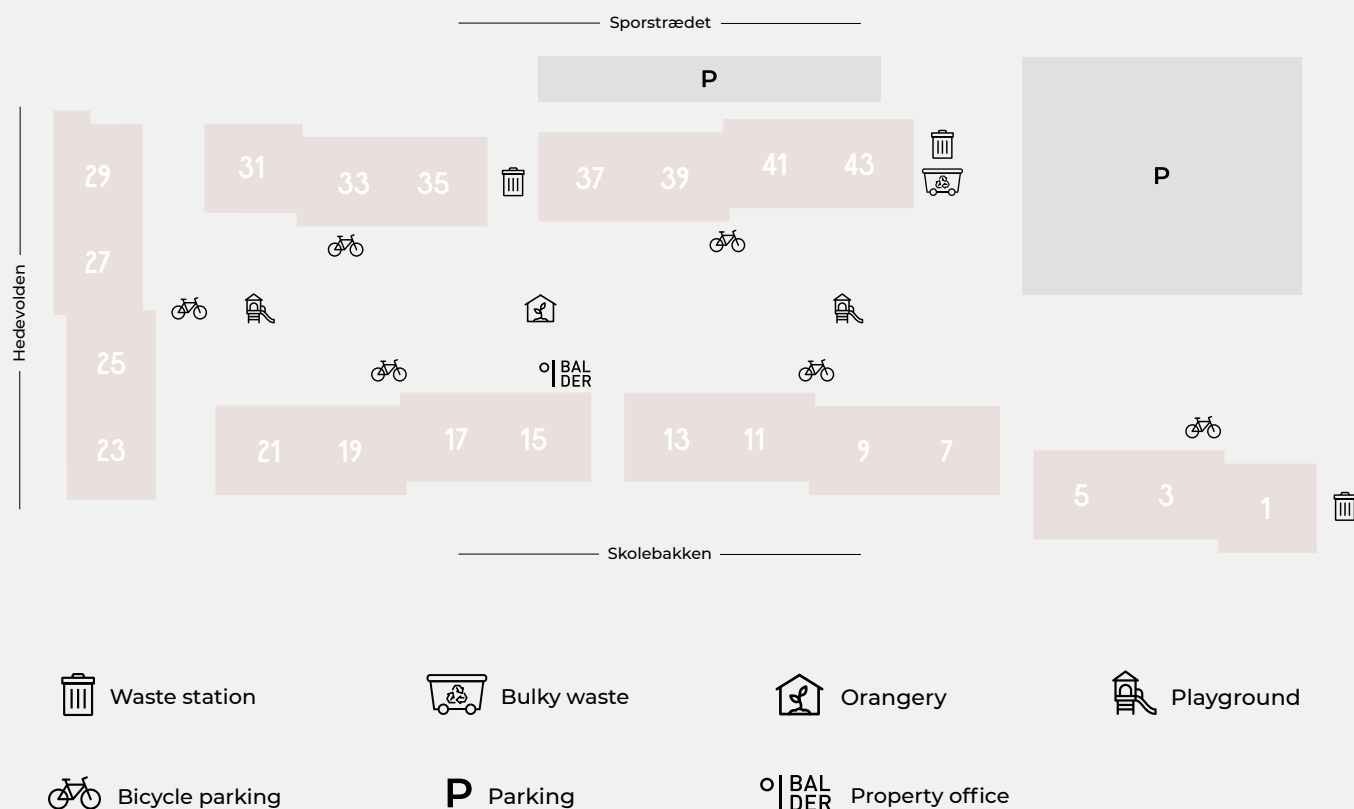 Sporstrædet
P
P
Hedevolden
29
31
33
35
37
39
41
43
27
25
23
BAL
DER
21
19
17
15
13
11
9
7
5
3
1
Skolebakken
Waste station
Bulky waste
Orangery
Playground
Bicycle parking
P Parking
BAL
DER
Property office